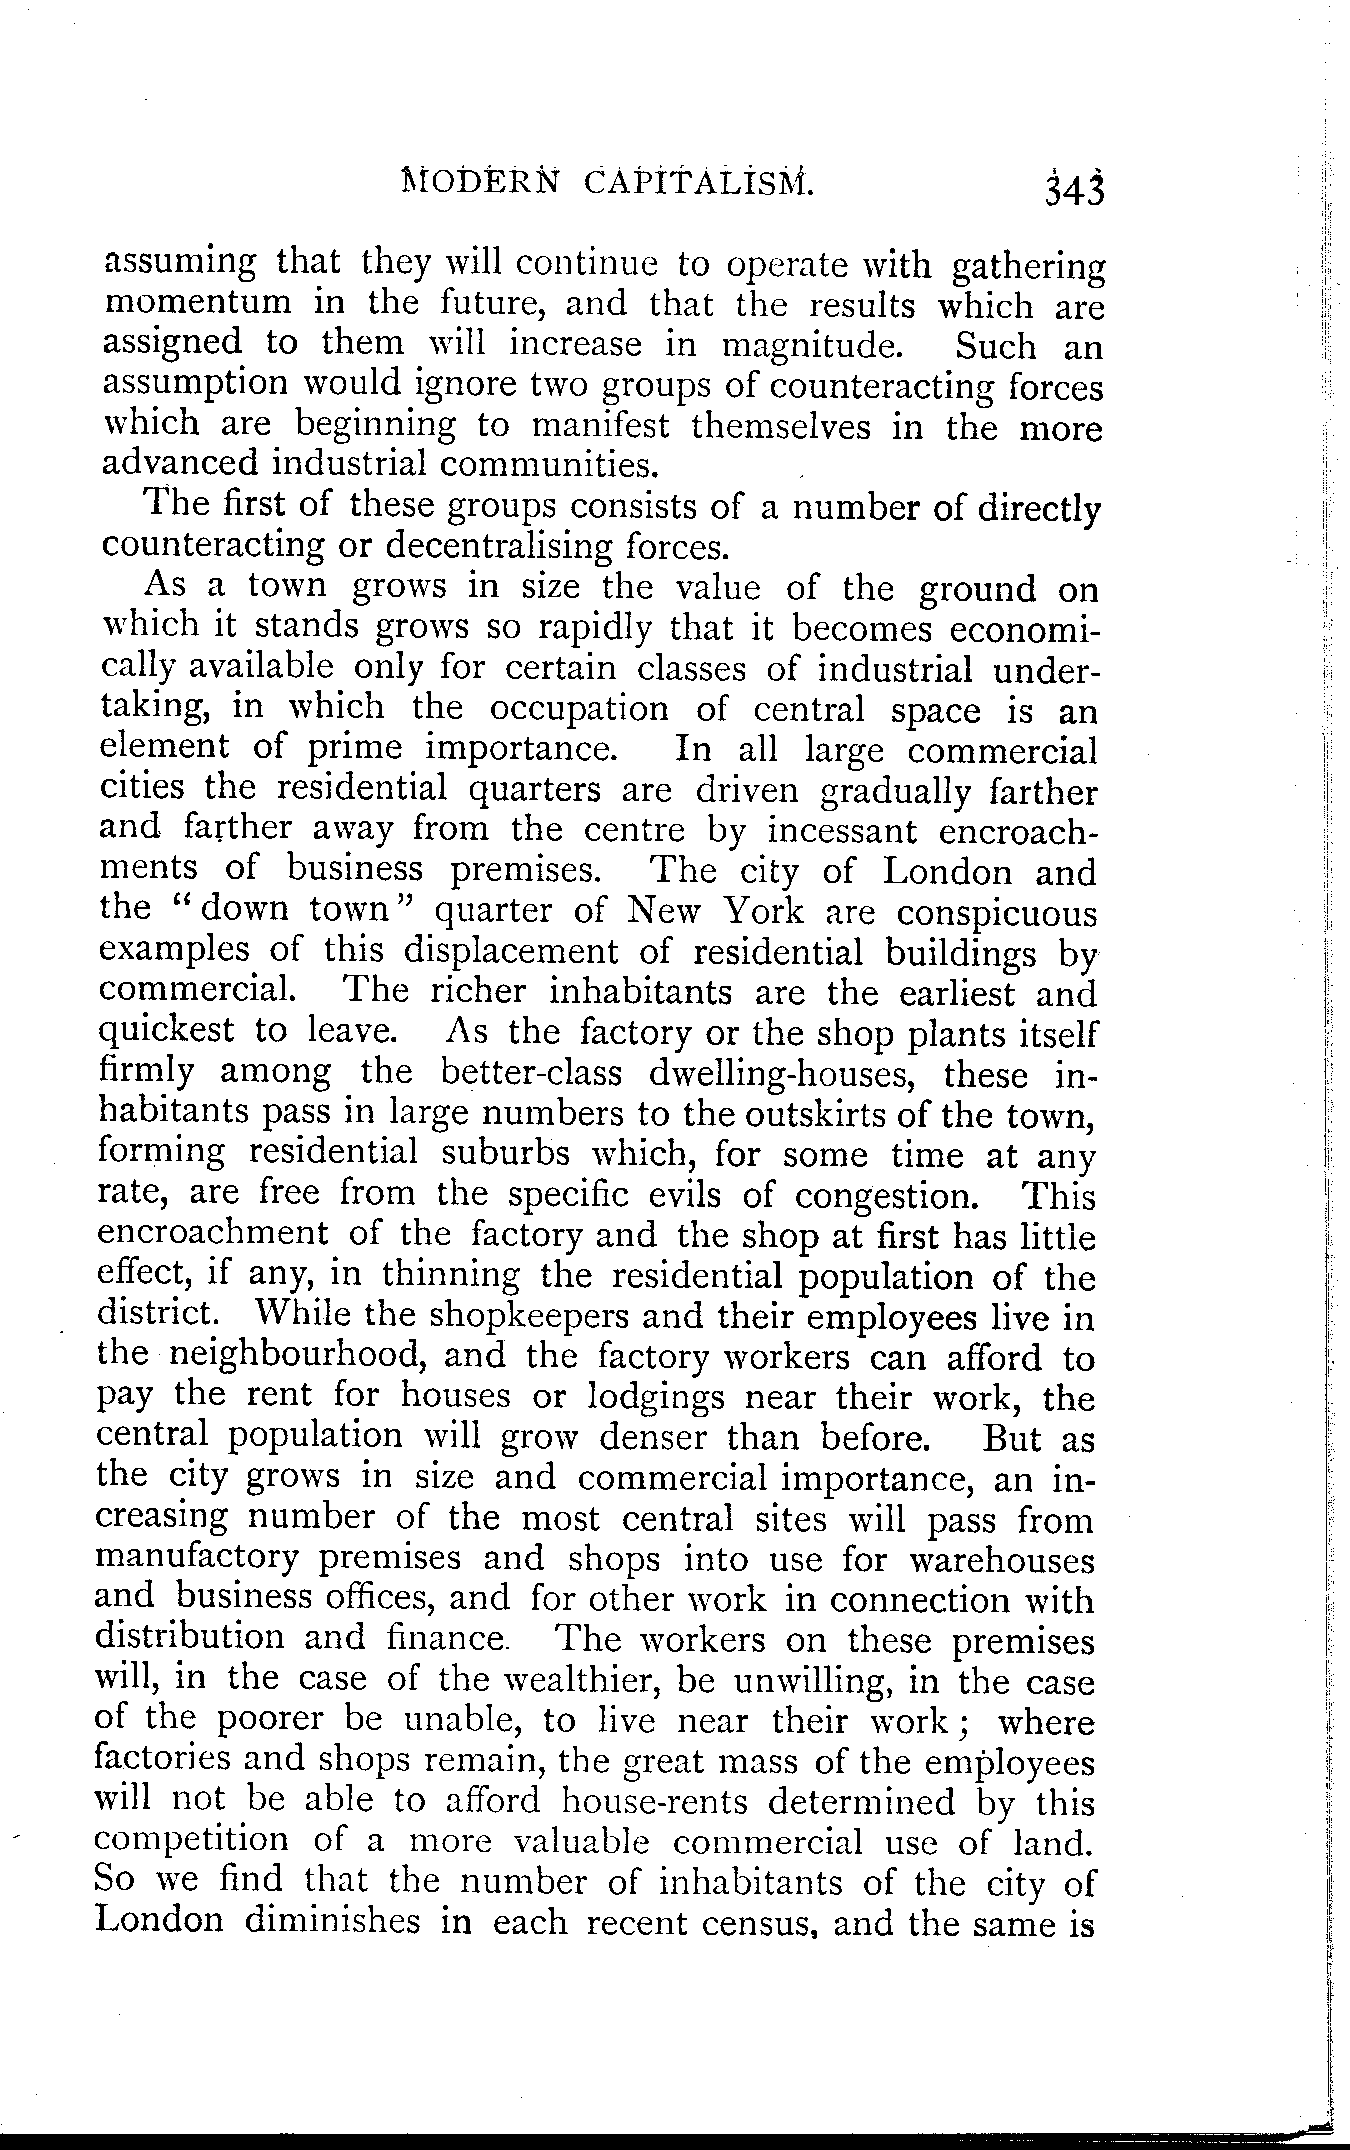 MODERN CAPITALISM. 343
assuming that they will continue to operate with gathering
momentum in the future, and that the results which are
assigned to them will increase in magnitude. Such an
assumption would ignore two groups of counteracting forces
which are beginning to manifest themselves in the more
advanced industrial communities.
The first of these groups consists of a number of directly
counteracting or decentralising forces.
As a town grows in size the value of the ground on
which it stands grows so rapidly that it becomes economi-
cally available only for certain classes of industrial under-
taking, in which the occupation of central space is an
element of prime importance. In all large commercial
cities the residential quarters are driven gradually farther
and farther away from the centre by incessant encroach-
ments of business premises. The city of London and
the “down town” quarter of New York are conspicuous
examples of this displacement of residential buildings by
commercial. The richer inhabitants are the earliest and
quickest to leave. As the factory or the shop plants itself
firmly among the better-class dwelling-houses, these in-
habitants pass in large numbers to the outskirts of the town,
forming residential suburbs which, for some time at any
rate, are free from the specific evils of congestion. This
encroachment of the factory and the shop at first has little
effect, if any, in thinning the residential population of the
district. While the shopkeepers and their employees live in
the neighbourhood, and the factory workers can afford to
pay the rent for houses or lodgings near their work, the
central population will grow denser than before. But as
the city grows in size and commercial importance, an in-
creasing number of the most central sites will pass from
manufactory premises and shops into use for warehouses
and business offices, and for other work in connection with
distribution and finance. The workers on these premises
will, in the case of the wealthier, be unwilling, in the case
of the poorer be unable, to live near their work; where
factories and shops remain, the great mass of the employees
will not be able to afford house-rents determined by this
competition of a more valuable commercial use of land.
So we find that the number of inhabitants of the city of
London diminishes in each recent census, and the same is